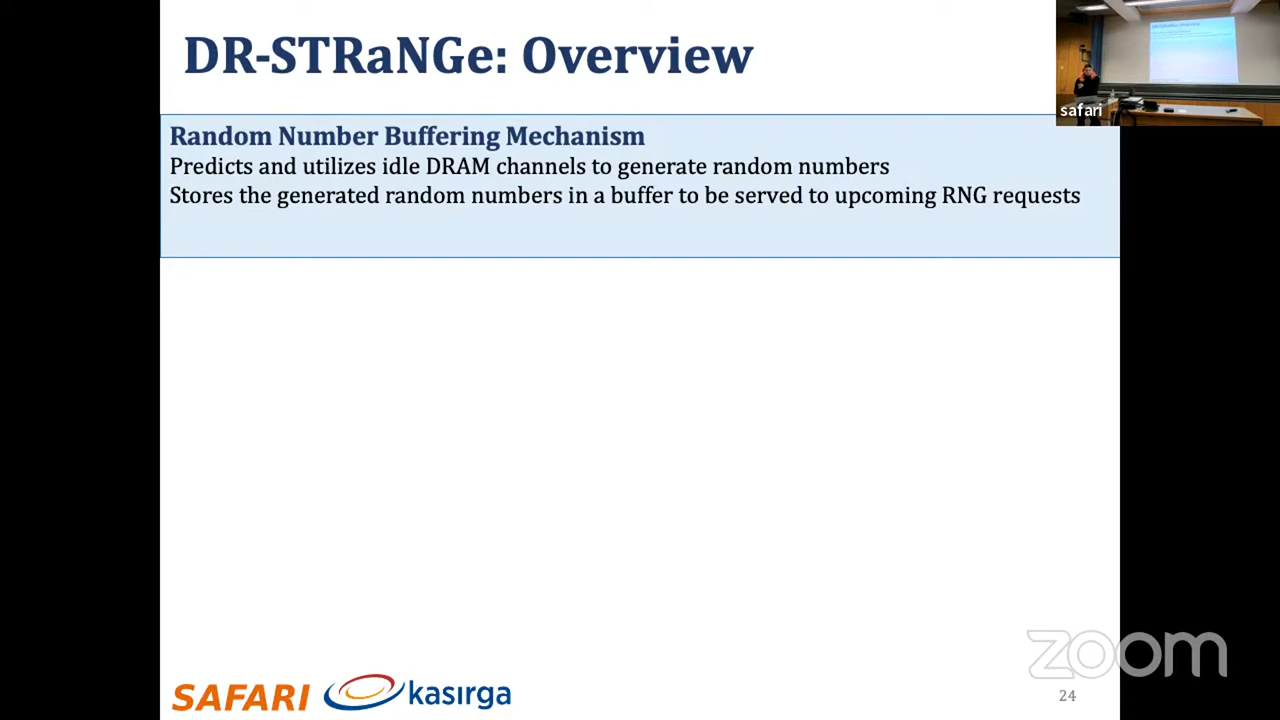 DR-STRaNGe: Overview
Random Number Buffering Mechanism
Predicts and utilizes idle DRAM channels to generate random numbers
Stores the generated random numbers in a buffer to be served to upcoming RNG requests
safari
SAFARI
kasırga
zoom
24